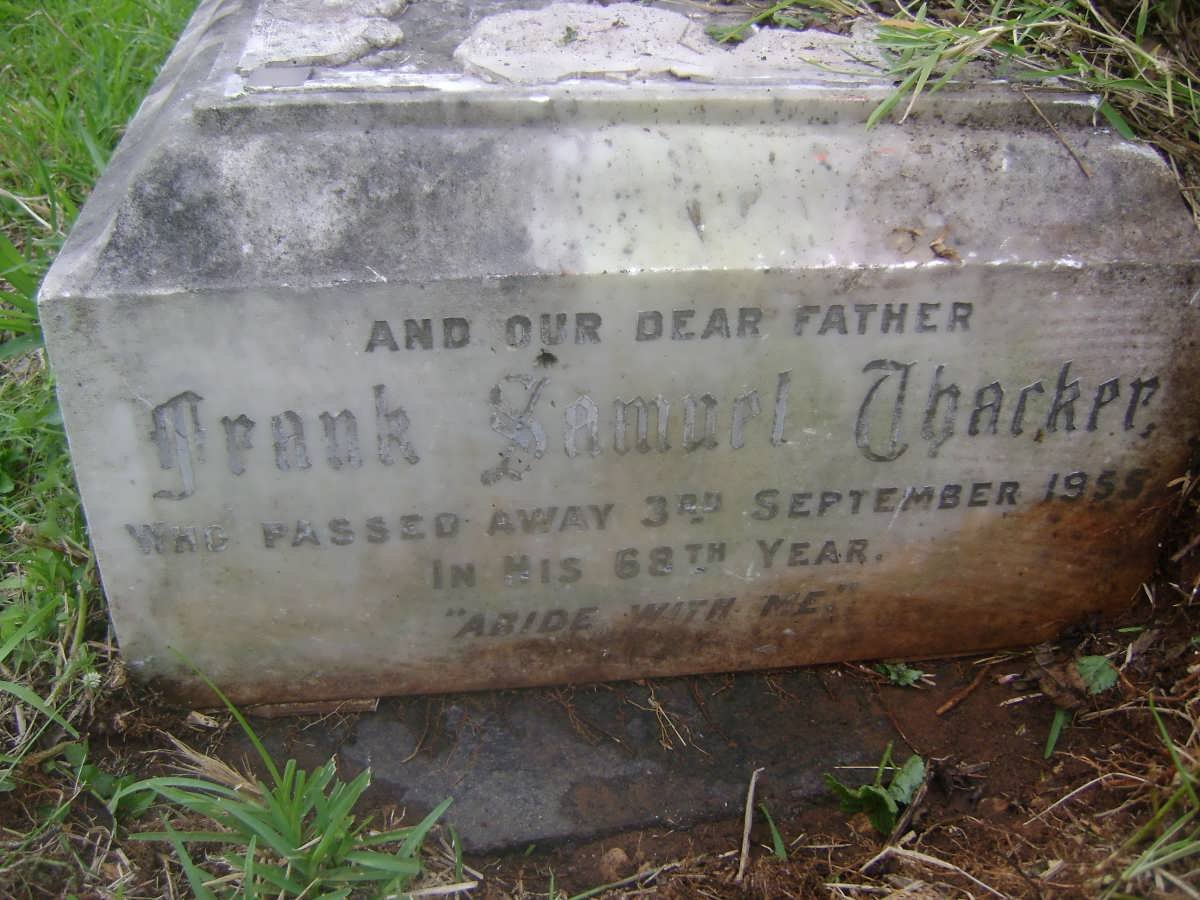 AND OUR DEAR FATHER
Frank Samuel Thacker,
WHO PASSED AWAY 3RD SEPTEMBER 1955
IN HIS 68TH YEAR.
"ABIDE WITH ME."